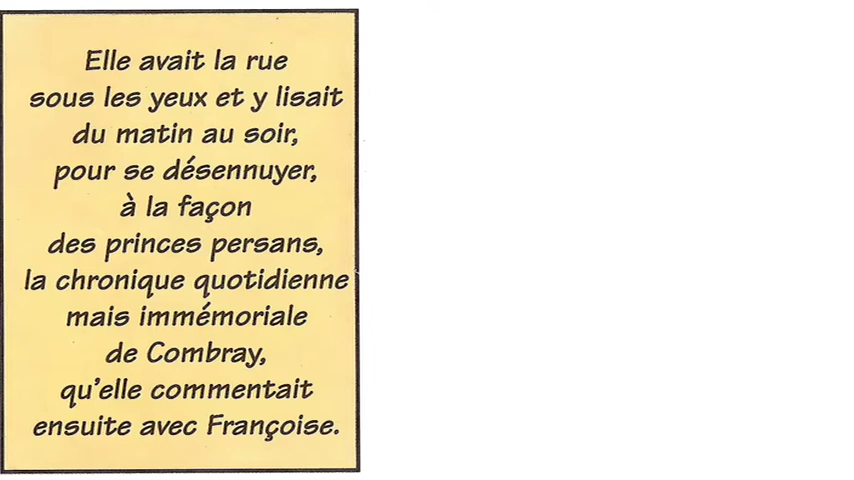 Elle avait la rue
sous les yeux et y lisait
du matin au soir,
pour se désennuyer,
à la façon
des princes persans,
la chronique quotidienne
mais immémoriale
de Combray,
qu'elle commentait
ensuite avec Françoise.